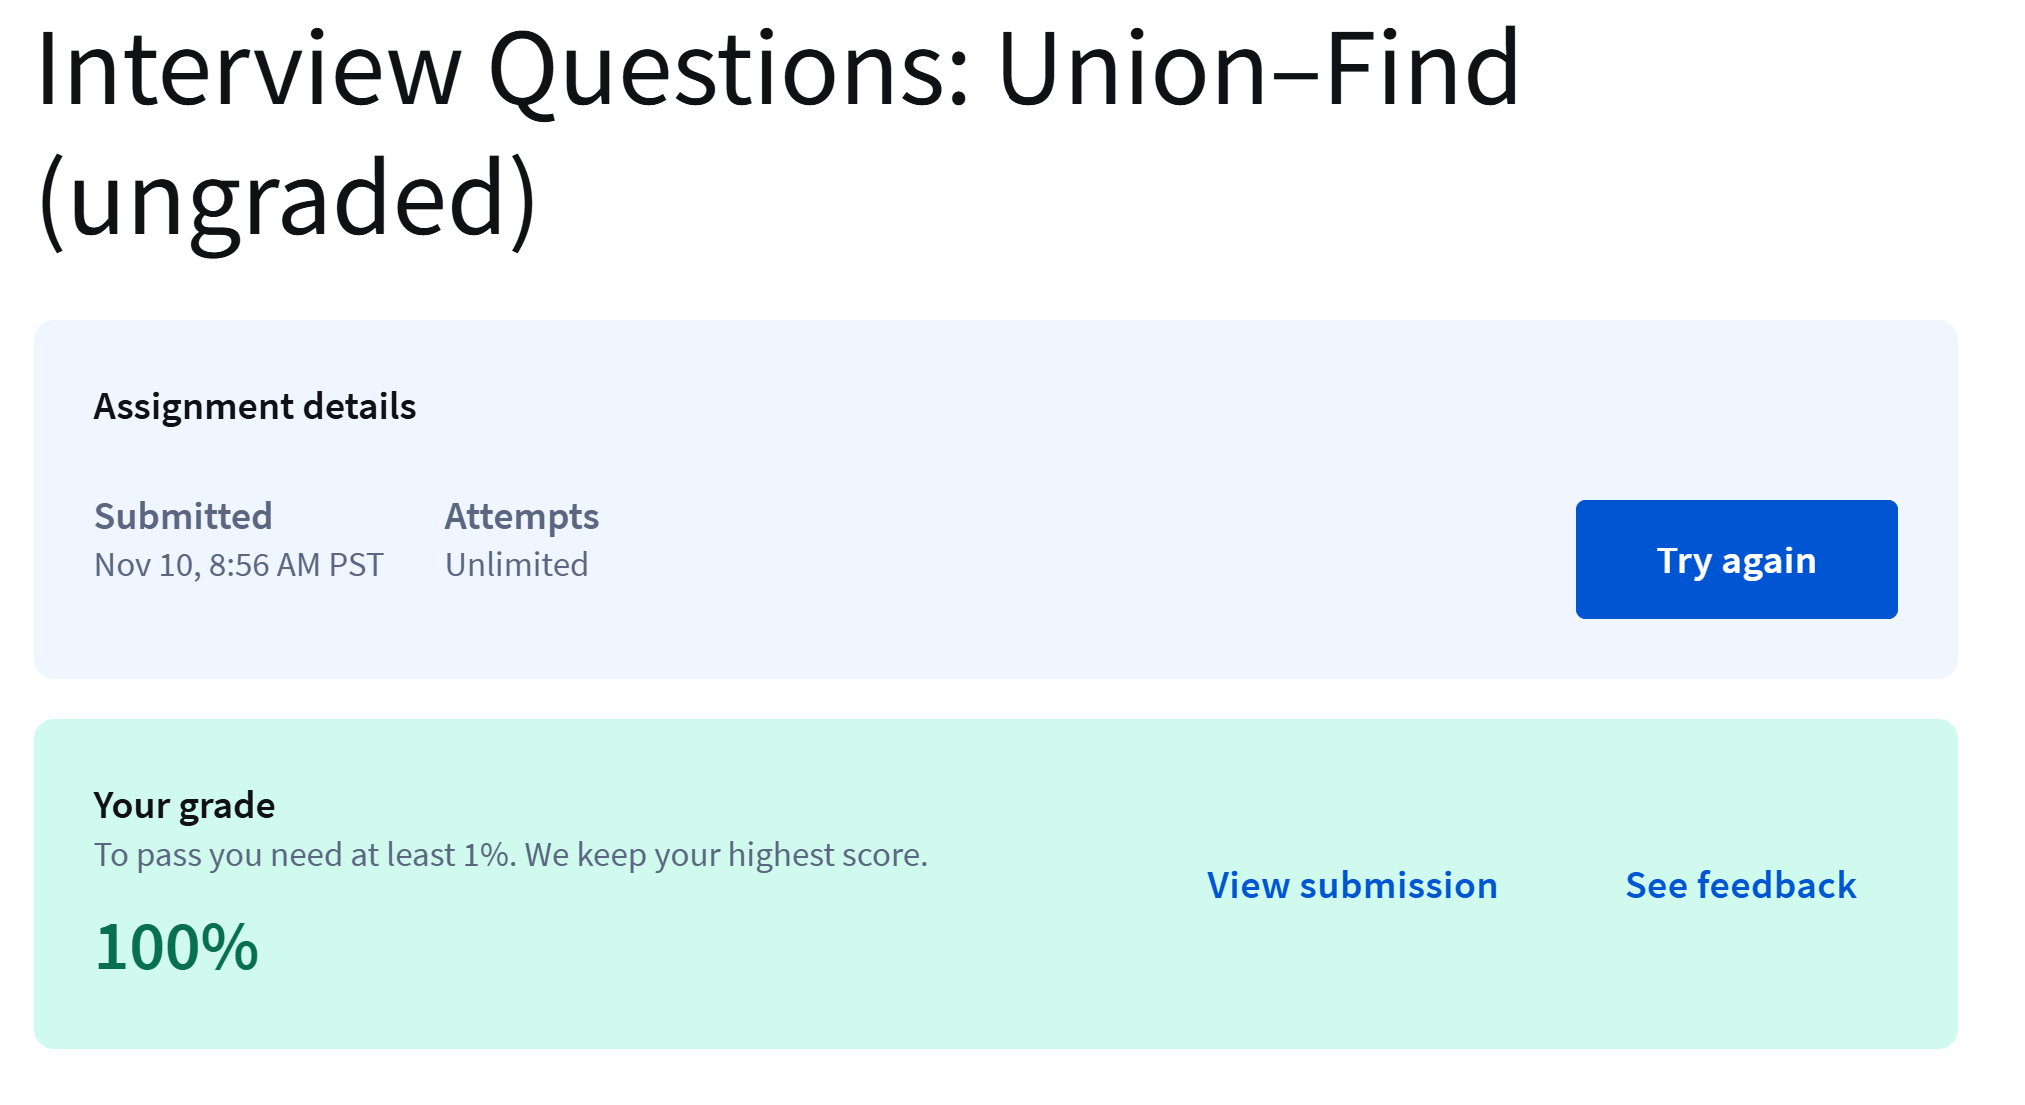 Interview Questions: Union–Find
(ungraded)
Assignment details
Submitted
Nov 10, 8:56 AM PST
Attempts
Unlimited
Try again
Your grade
To pass you need at least 1%. We keep your highest score.
100%
View submission
See feedback